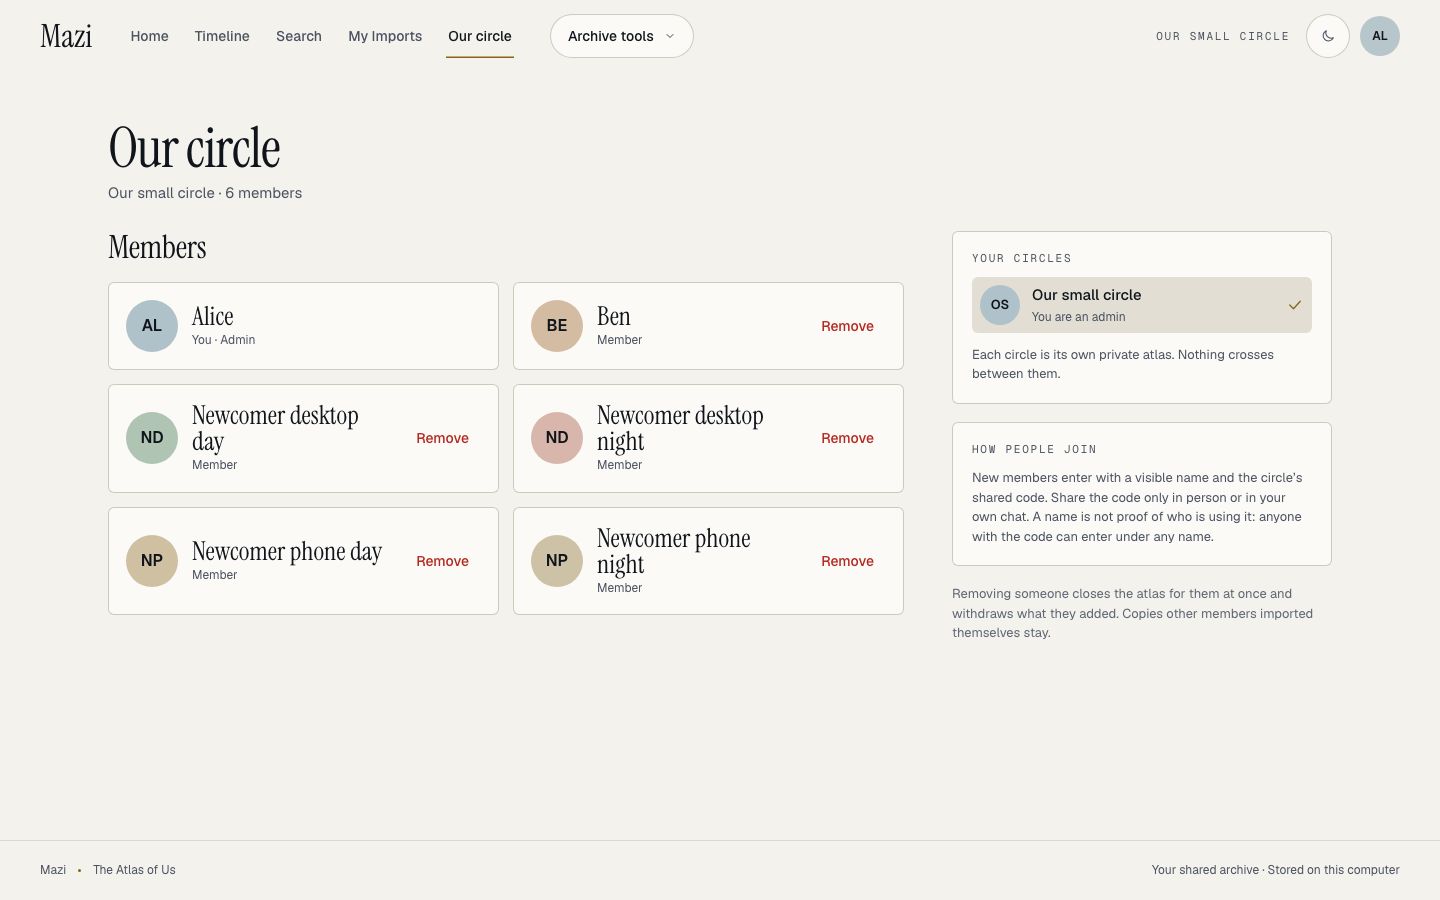 Mazi
Home
Timeline
Search
My Imports
Our circle
Archive tools
OUR SMALL CIRCLE
AL
Our circle
Our small circle · 6 members
Members
AL
Alice
You · Admin
BE
Ben
Member
Remove
ND
Newcomer desktop
day
Member
Remove
ND
Newcomer desktop
night
Member
Remove
NP
Newcomer phone day
Member
Remove
NP
Newcomer phone
night
Member
Remove
YOUR CIRCLES
OS
Our small circle
You are an admin
Each circle is its own private atlas. Nothing crosses
between them.
HOW PEOPLE JOIN
New members enter with a visible name and the circle's
shared code. Share the code only in person or in your
own chat. A name is not proof of who is using it: anyone
with the code can enter under any name.
Removing someone closes the atlas for them at once and
withdraws what they added. Copies other members imported
themselves stay.
Mazi • The Atlas of Us
Your shared archive · Stored on this computer